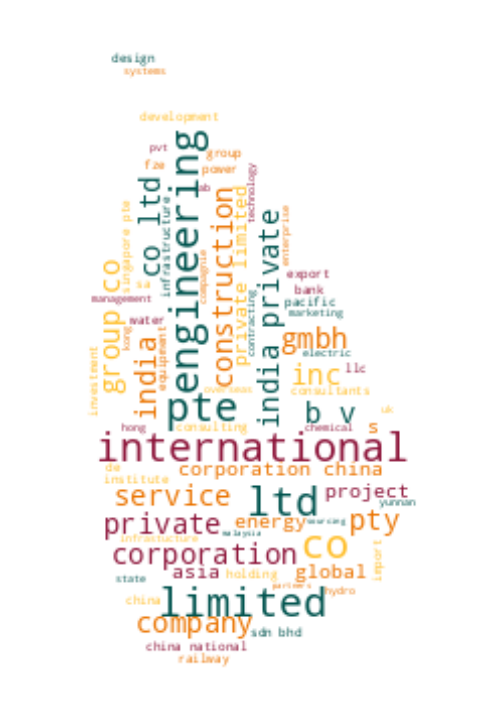 design
systems
development
pvt
group
fze
power
ab
technology
engineering
co ltd
infrastructure
construction
private limited
india private
enterprise
singapore pte
compagnie
sa
export
bank
management
pacific
marketing
contracting
group co
water
kong
equipment
india
gmbh
electric
investment
inc
llc
overseas
consultants
pte
b v
uk
hong
consulting
chemical
s
international
de
corporation china
institute
service
ltd
project
yunnan
private
energy
sourcing
pty
infrastucture
malaysia
co
import
corporation
asia
holding
global
state
partners
hydro
china
limited
company
sdn bhd
china national
railway